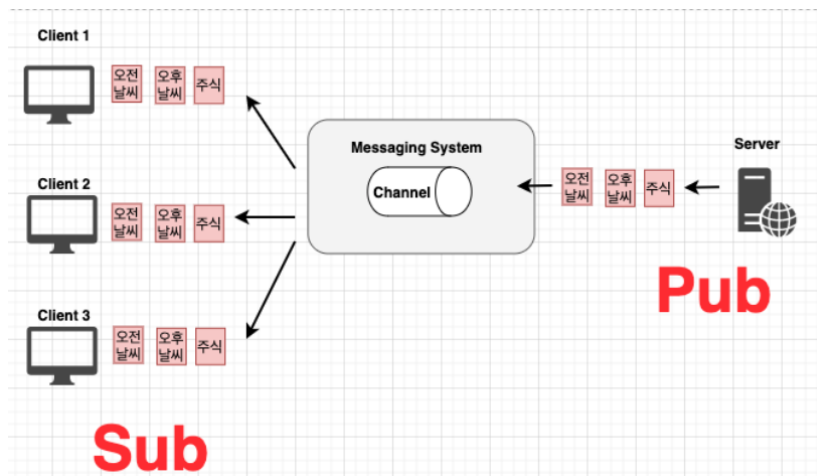 Client 1
오전
날씨
오후
날씨
주식
Messaging System
Channel
오전
날씨
오후
날씨
주식
Server
Client 2
오전
날씨
오후
날씨
주식
Pub
Client 3
오전
날씨
오후
날씨
주식
Sub